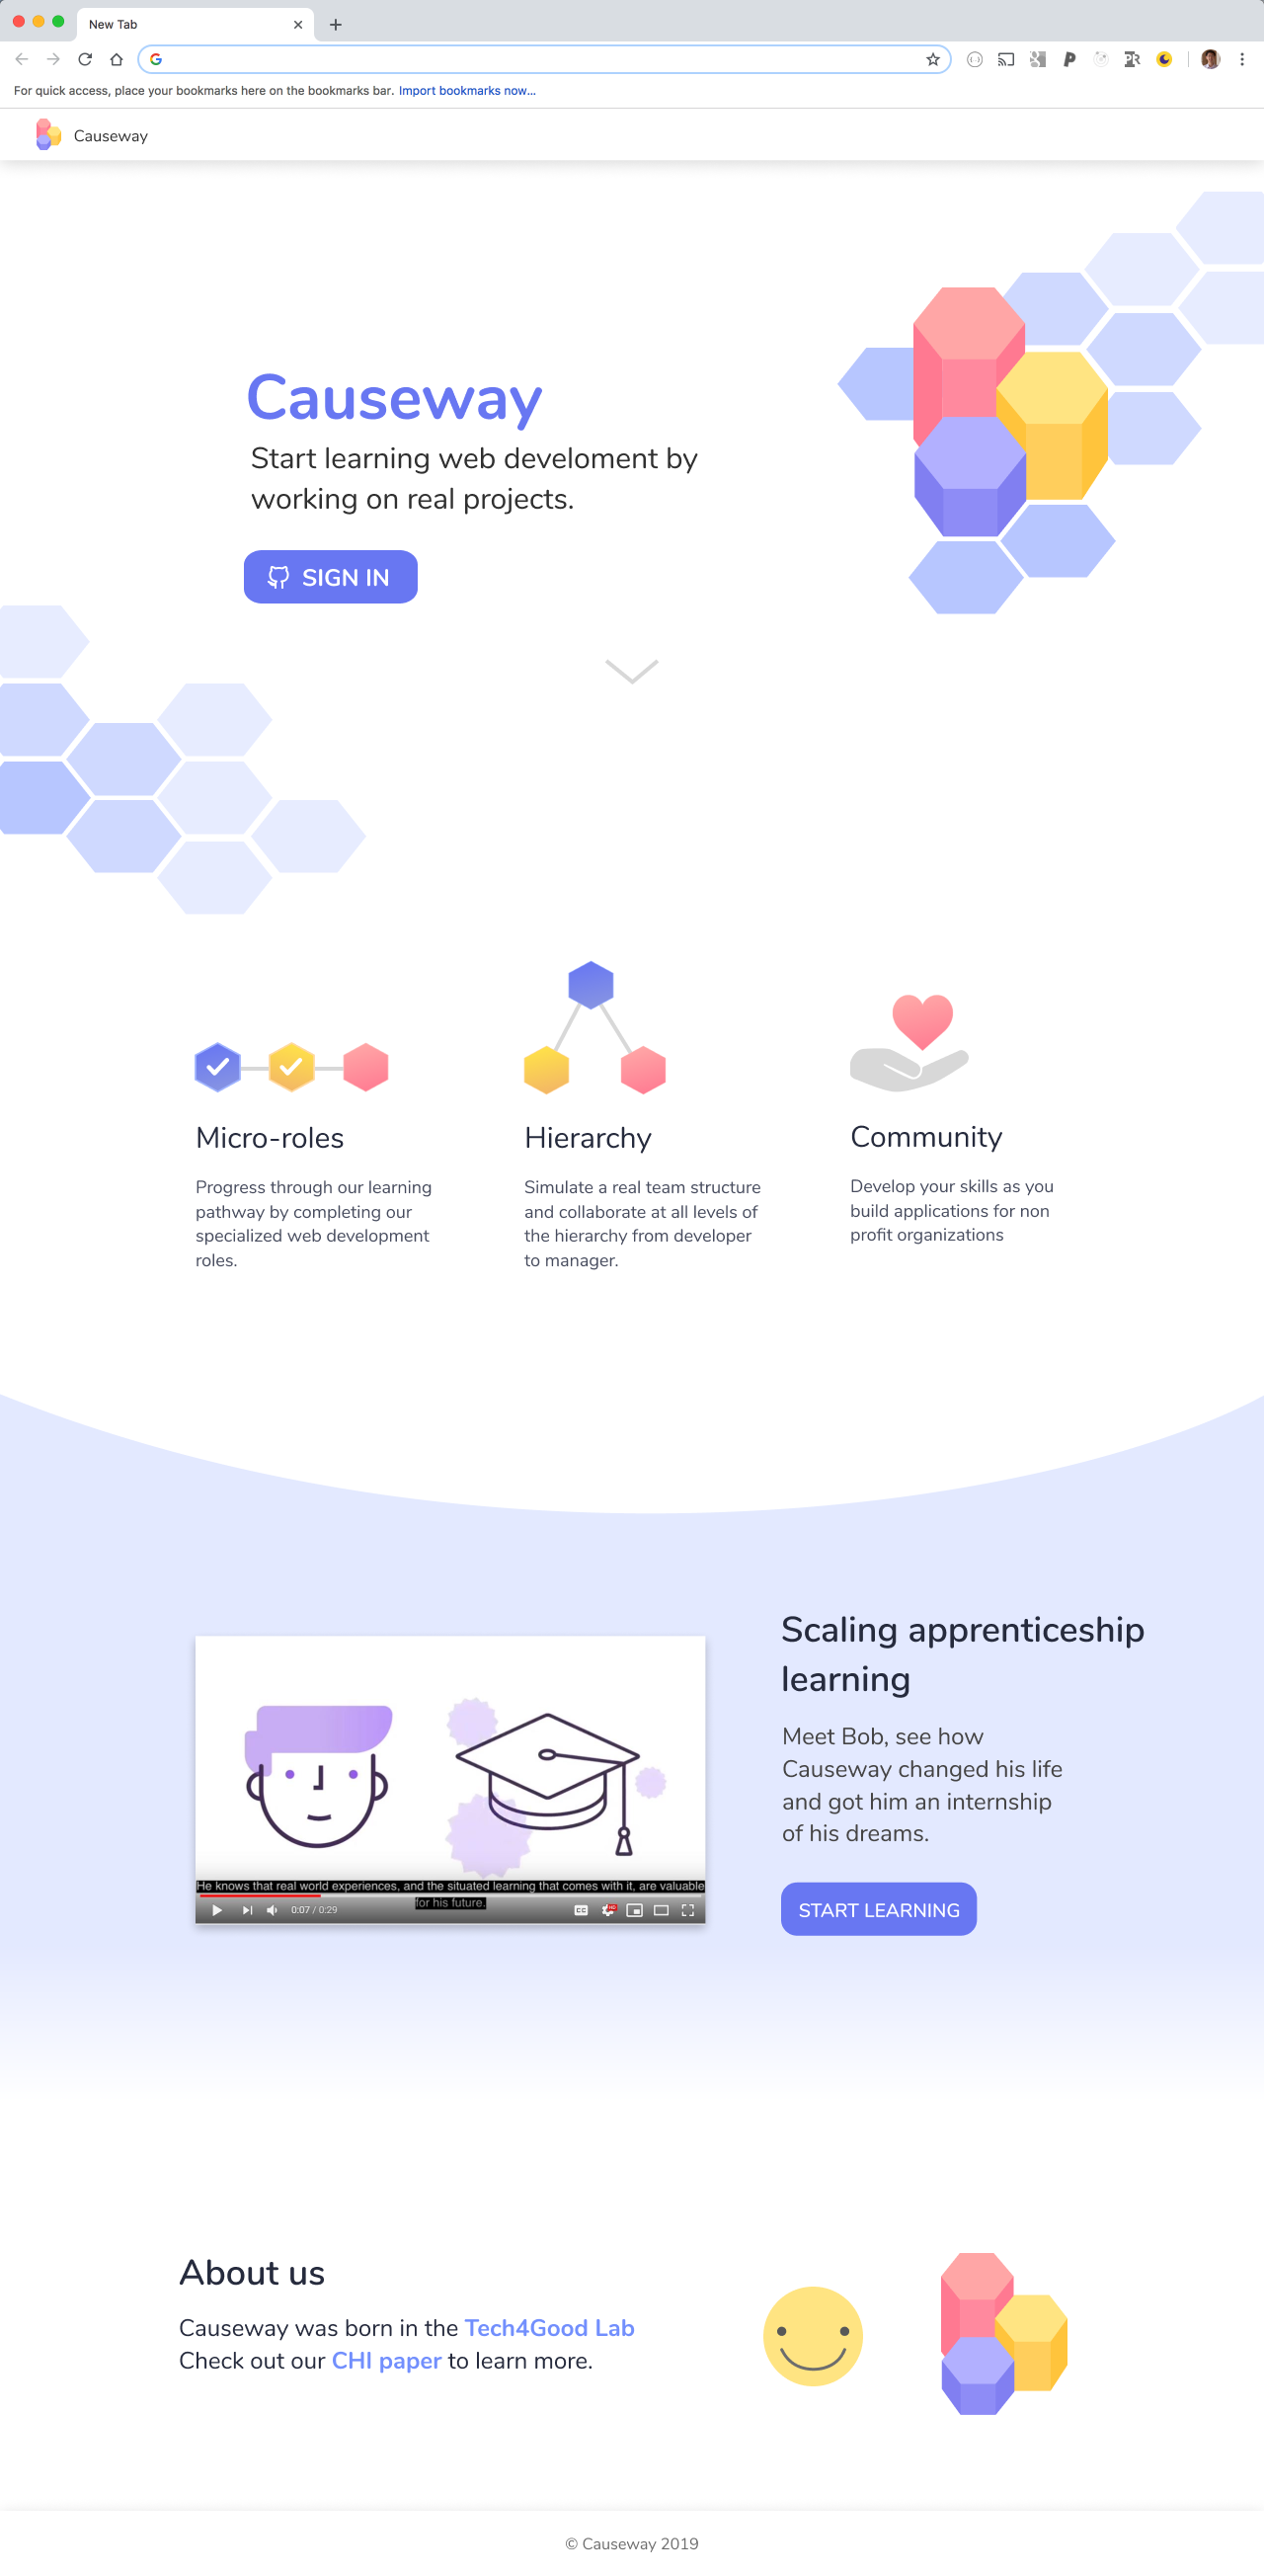 New Tab
For quick access, place your bookmarks here on the bookmarks bar. Import bookmarks now...
Causeway
Causeway
Start learning web develoment by
working on real projects.
SIGN IN
Micro-roles
Progress through our learning
pathway by completing our
specialized web development
roles.
Hierarchy
Simulate a real team structure
and collaborate at all levels of
the hierarchy from developer
to manager.
Community
Develop your skills as you
build applications for non
profit organizations
He knows that real world experiences, and the situated learning that comes with it, are valuable
for his future.
0:07 / 0:29
CC
HD
Scaling apprenticeship
learning
Meet Bob, see how
Causeway changed his life
and got him an internship
of his dreams.
START LEARNING
About us
Causeway was born in the Tech4Good Lab
Check out our CHI paper to learn more.
© Causeway 2019